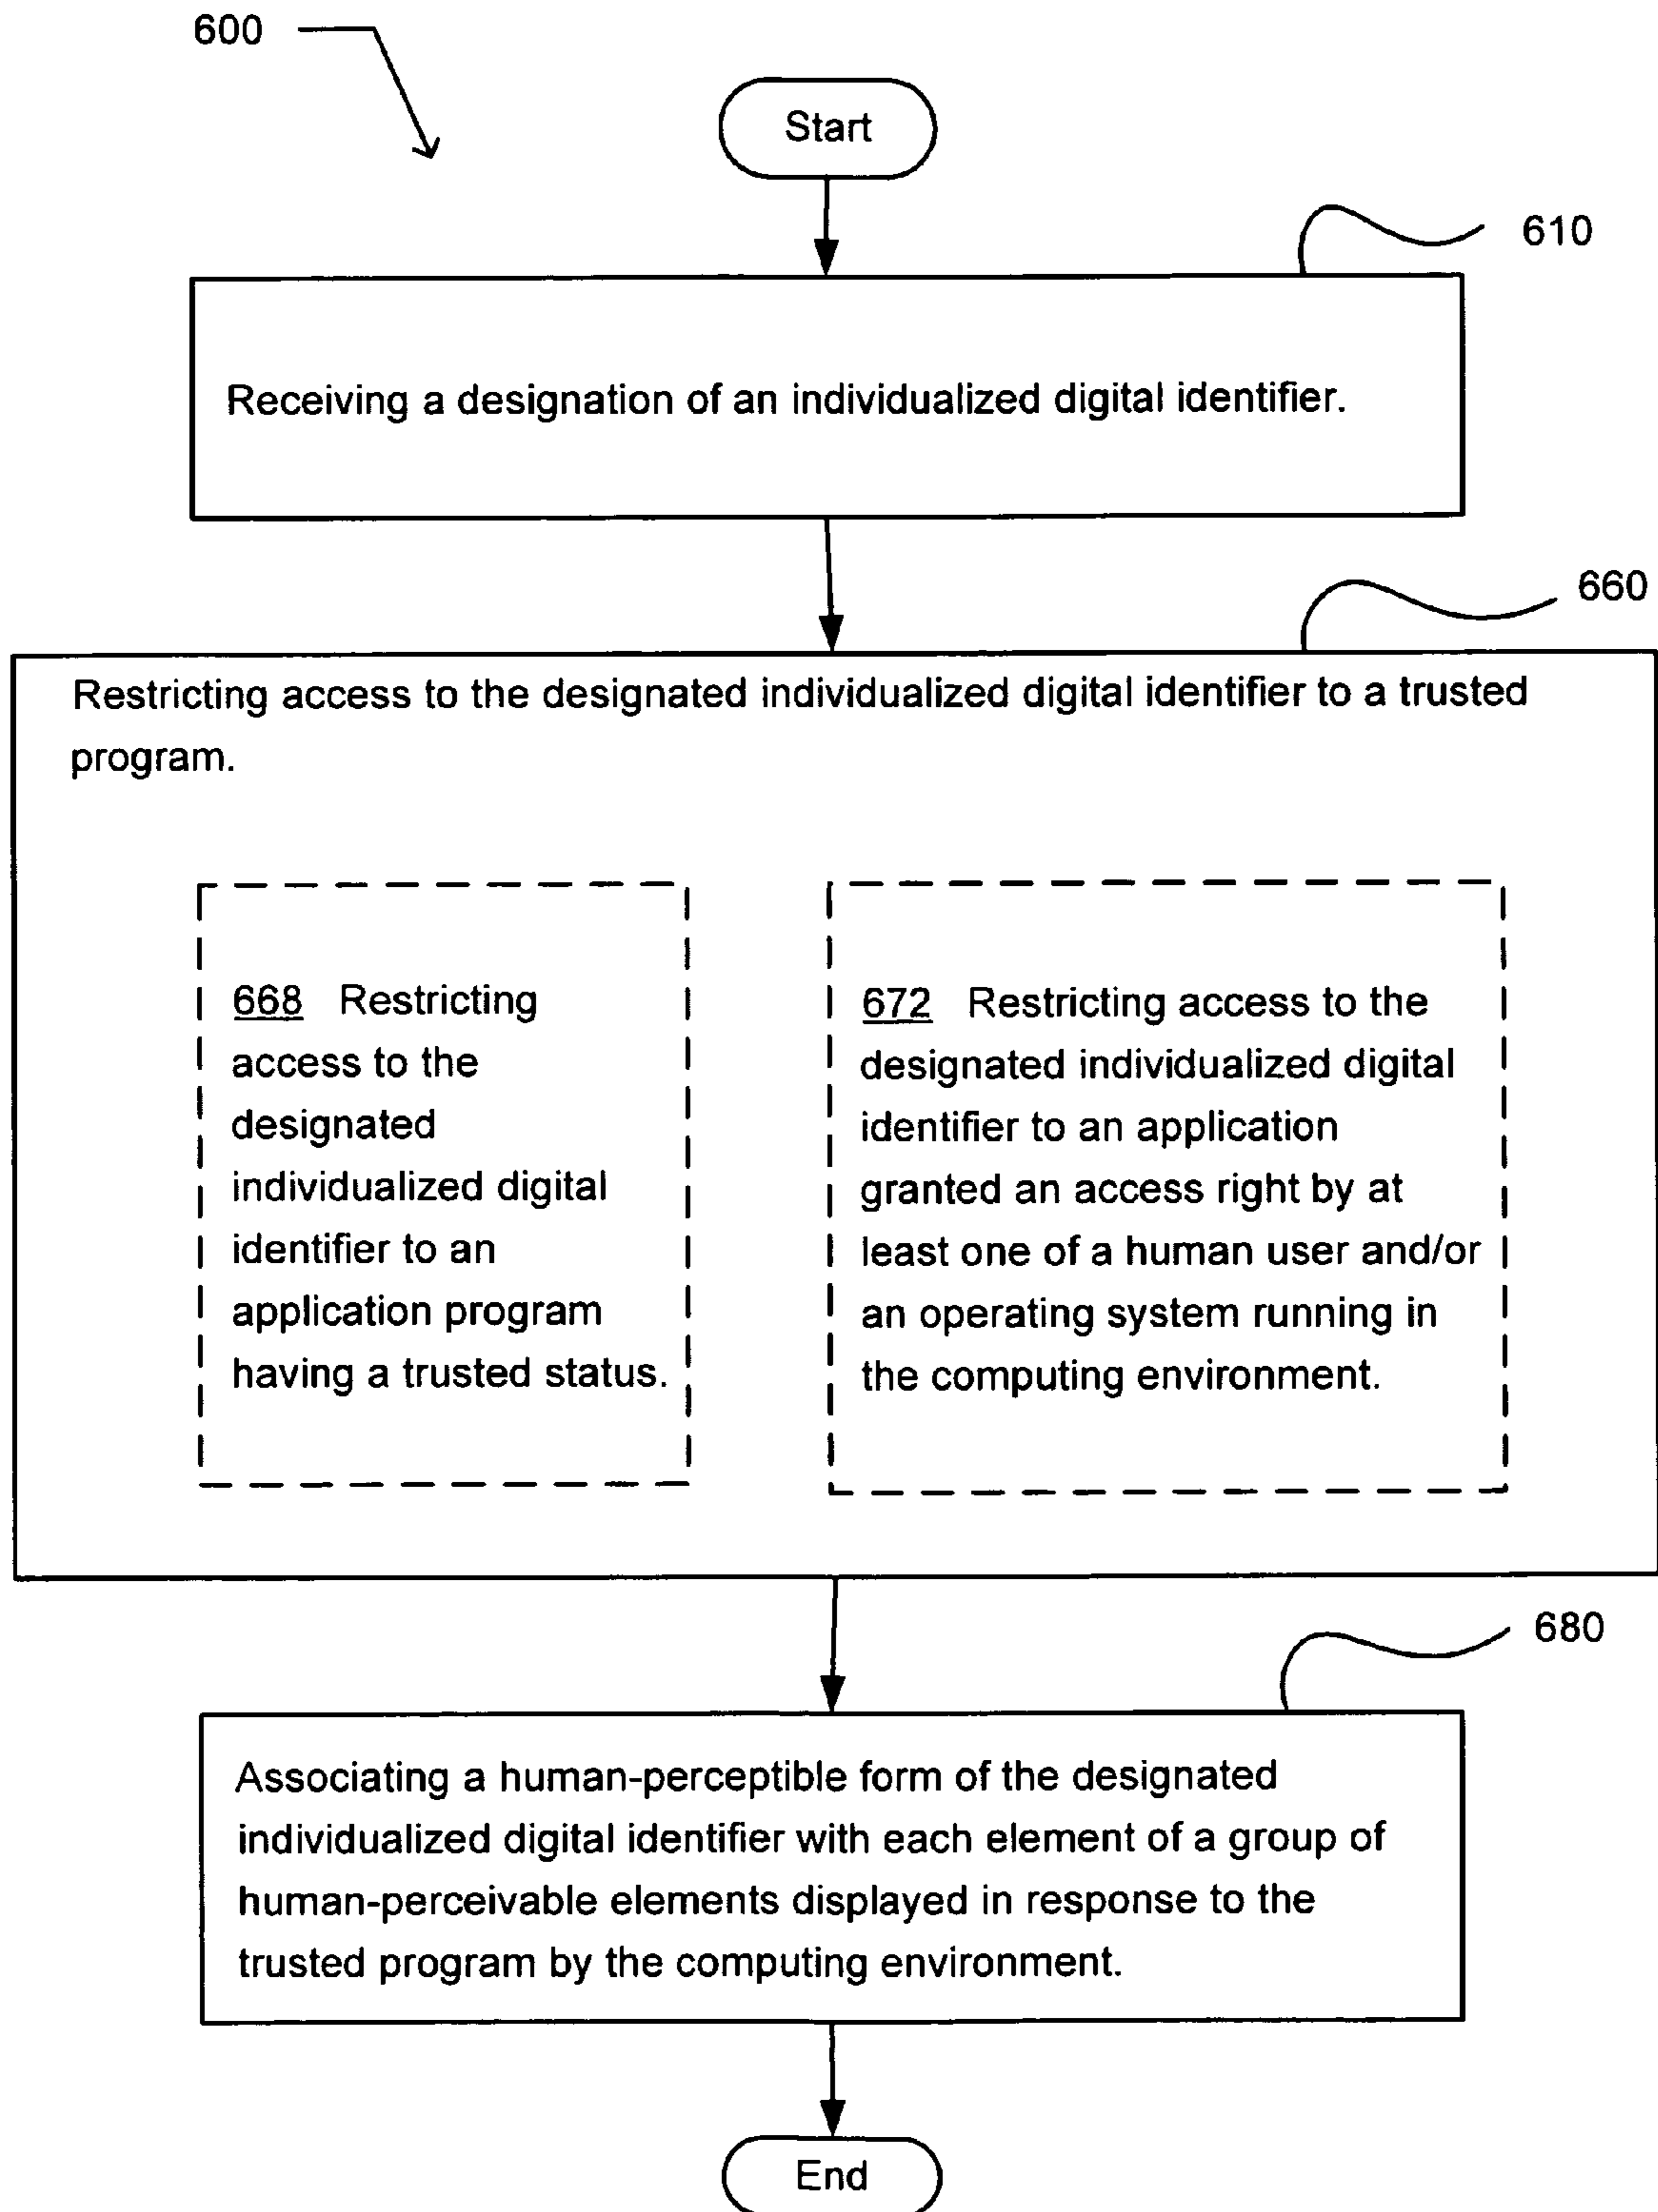 600
Start
610
Receiving a designation of an individualized digital identifier.
660
Restricting access to the designated individualized digital identifier to a trusted
program.
668 Restricting
access to the
designated
individualized digital
identifier to an
application program
having a trusted status.
672 Restricting access to the
designated individualized digital
identifier to an application
granted an access right by at
least one of a human user and/or
an operating system running in
the computing environment.
680
Associating a human-perceptible form of the designated
individualized digital identifier with each element of a group of
human-perceivable elements displayed in response to the
trusted program by the computing environment.
End